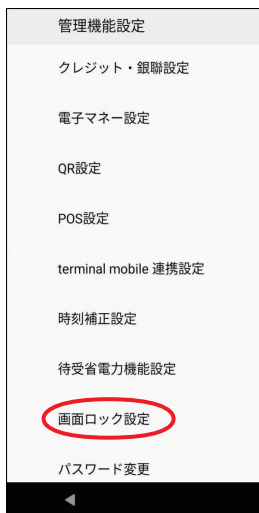 管理機能設定
クレジット・銀聯設定
電子マネー設定
QR設定
POS設定
terminal mobile 連携設定
時刻補正設定
待受省電力機能設定
画面ロック設定
パスワード変更